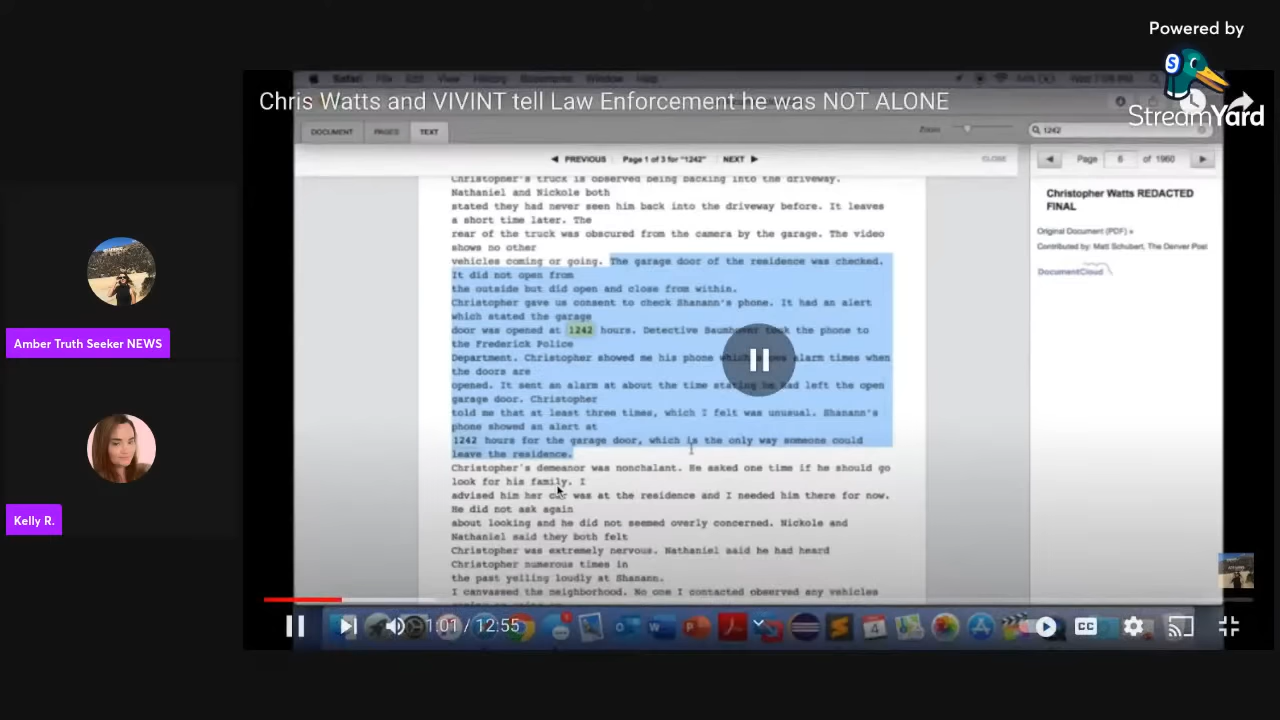 Powered by
StreamYard
Chris Watts and VIVINT tell Law Enforcement he was NOT ALONE
Safari File Edit View History Bookmarks Window Help
DOCUMENT PAGES TEXT
Zoom
1242
PREVIOUS Page 1 of 3 for "1242" NEXT
CLOSE
Page 6 of 1960
Christopher Watts REDACTED
FINAL
Original Document (PDF) »
Contributed by: Matt Schubert, The Denver Post
DocumentCloud
Christopher's truck is observed being backing into the driveway.
Nathaniel and Nickole both
stated they had never seen him back into the driveway before. It leaves
a short time later. The
rear of the truck was obscured from the camera by the garage. The video
shows no other
vehicles coming or going. The garage door of the residence was checked.
It did not open from
the outside but did open and close from within.
Christopher gave us consent to check Shanann's phone. It had an alert
which stated the garage
door was opened at 1242 hours. Detective Baumhover took the phone to
the Frederick Police
Department. Christopher showed me his phone which alarm times when
the doors are
opened. It sent an alarm at about the time stating he had left the open
garage door. Christopher
told me that at least three times, which I felt was unusual. Shanann's
phone showed an alert at
1242 hours for the garage door, which is the only way someone could
leave the residence.
Christopher's demeanor was nonchalant. He asked one time if he should go
look for his family. I
advised him her car was at the residence and I needed him there for now.
He did not ask again
about looking and he did not seemed overly concerned. Nickole and
Nathaniel said they both felt
Christopher was extremely nervous. Nathaniel said he had heard
Christopher numerous times in
the past yelling loudly at Shanann.
I canvassed the neighborhood. No one I contacted observed any vehicles
Amber Truth Seeker NEWS
Kelly R.
1:01 / 12:55
CC